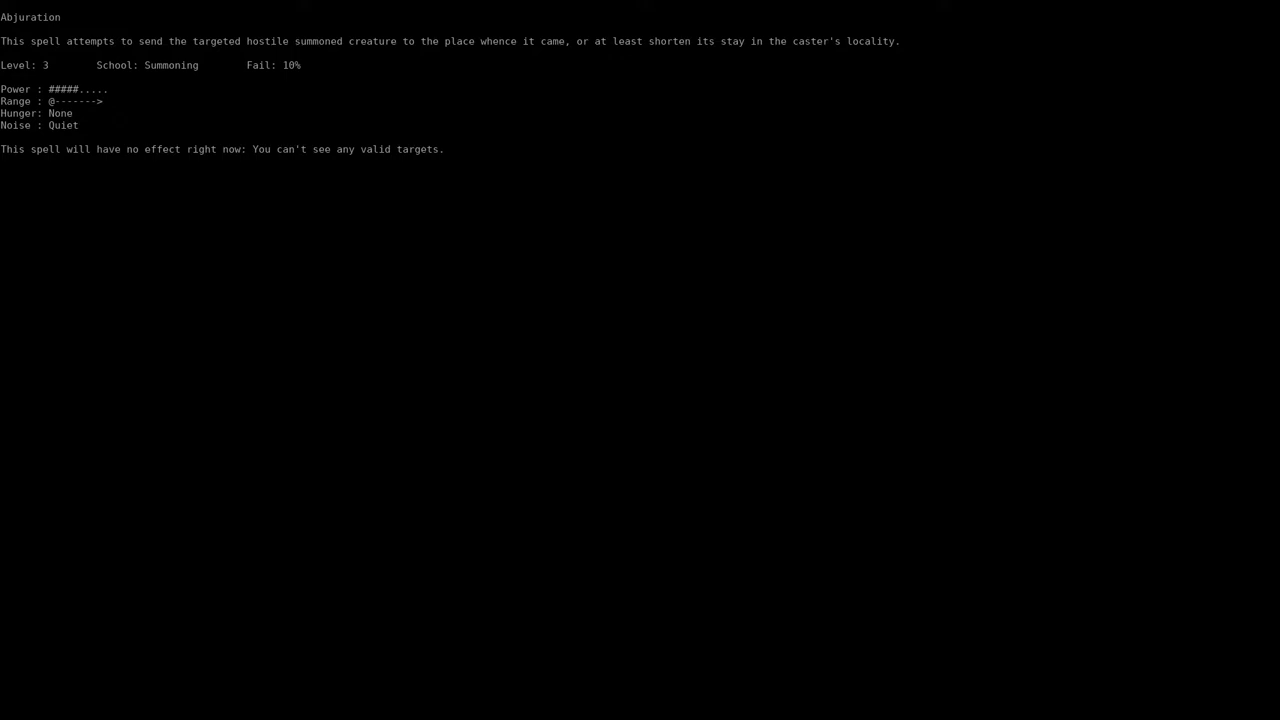 Abjuration
This spell attempts to send the targeted hostile summoned creature to the place whence it came, or at least shorten its stay in the caster's locality.
Level: 3        School: Summoning        Fail: 10%
Power : #####.....
Range : @------->
Hunger: None
Noise : Quiet
This spell will have no effect right now: You can't see any valid targets.